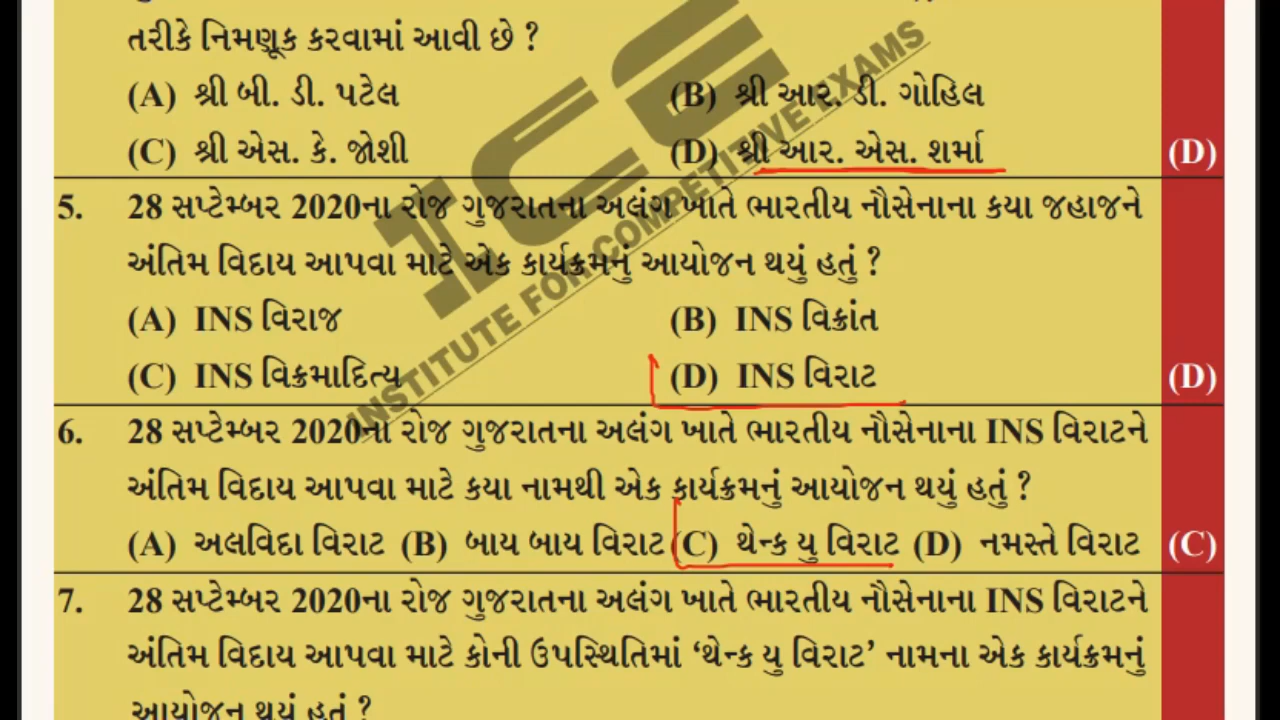 તરીકે નિમણૂક કરવામાં આવી છે ?
(A) શ્રી બી. ડી. પટેલ (B) શ્રી આર. ડી. ગોહિલ
(C) શ્રી એસ. કે. જોશી (D) શ્રી આર. એસ. શર્મા (D)
5. 28 સપ્ટેમ્બર 2020ના રોજ ગુજરાતના અલંગ ખાતે ભારતીય નૌસેનાના કયા જહાજને
અંતિમ વિદાય આપવા માટે એક કાર્યક્રમનું આયોજન થયું હતું ?
(A) INS વિરાજ (B) INS વિક્રાંત
(C) INS વિક્રમાદિત્ય (D) INS વિરાટ (D)
6. 28 સપ્ટેમ્બર 2020ના રોજ ગુજરાતના અલંગ ખાતે ભારતીય નૌસેનાના INS વિરાટને
અંતિમ વિદાય આપવા માટે કયા નામથી એક કાર્યક્રમનું આયોજન થયું હતું ?
(A) અલવિદા વિરાટ (B) બાય બાય વિરાટ (C) થેન્ક યુ વિરાટ (D) નમસ્તે વિરાટ (C)
7. 28 સપ્ટેમ્બર 2020ના રોજ ગુજરાતના અલંગ ખાતે ભારતીય નૌસેનાના INS વિરાટને
અંતિમ વિદાય આપવા માટે કોની ઉપસ્થિતિમાં ‘થેન્ક યુ વિરાટ’ નામના એક કાર્યક્રમનું
આયોજન થયું હતું ?
ICE
INSTITUTE FOR COMPETITIVE EXAMS